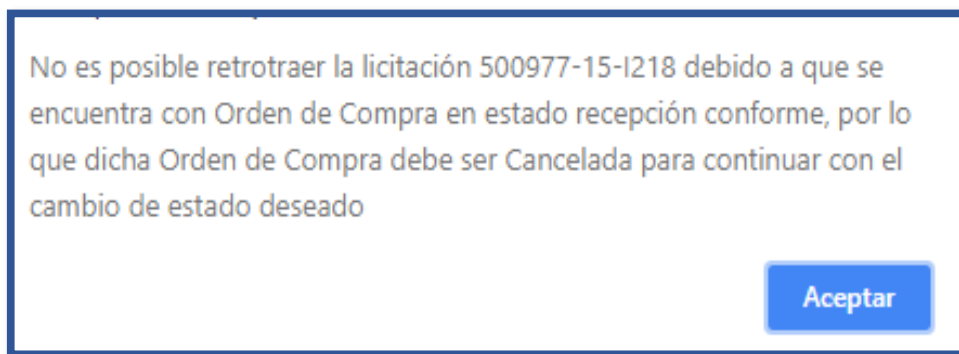 No es posible retrotraer la licitación 500977-15-I218 debido a que se
encuentra con Orden de Compra en estado recepción conforme, por lo
que dicha Orden de Compra debe ser Cancelada para continuar con el
cambio de estado deseado
Aceptar